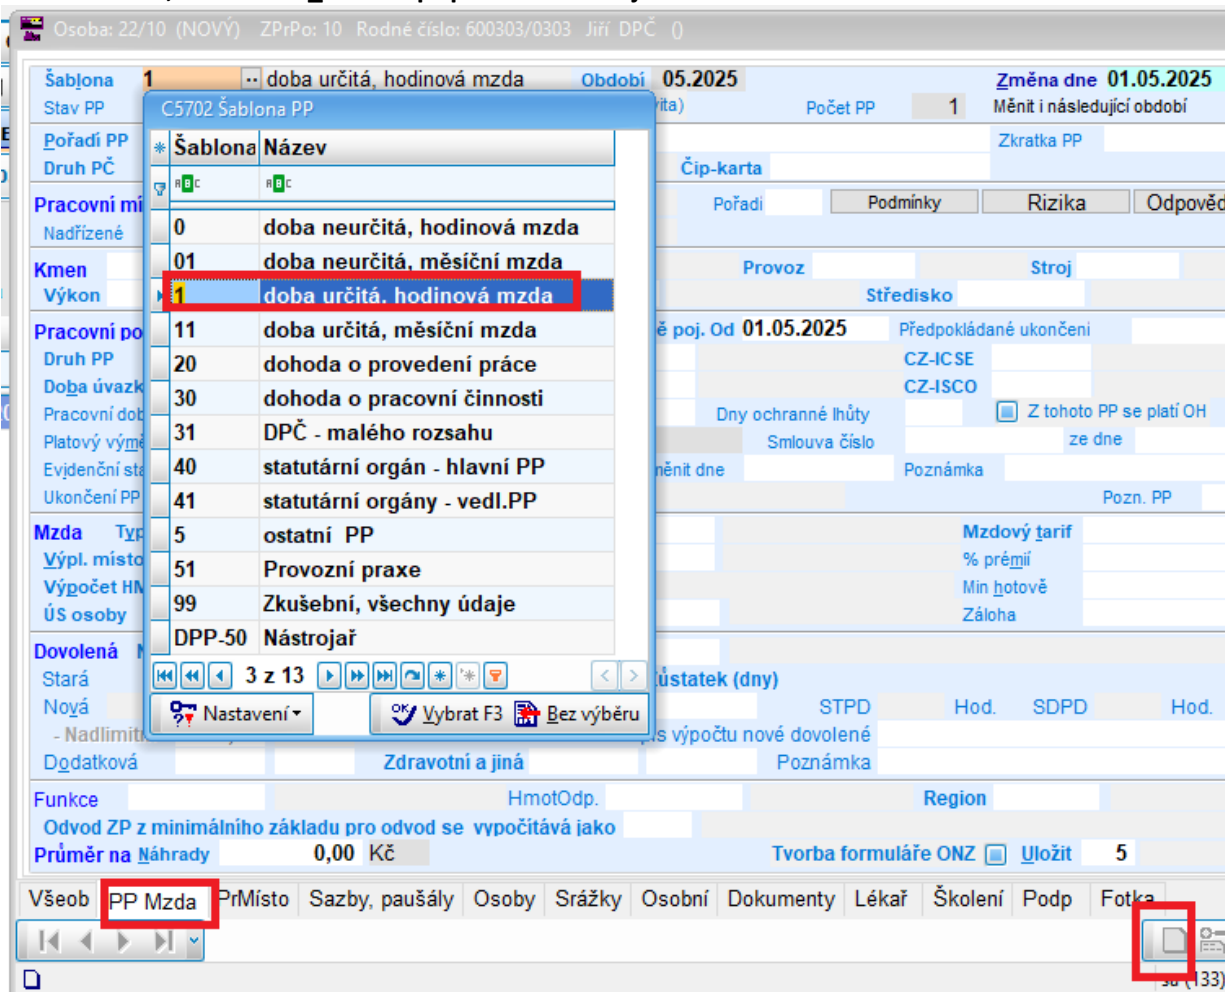 Osoba: 22/10 (NOVÝ) ZPrPo: 10 Rodné číslo: 600303/0303 Jiří DPČ ()
Šablona 1 ·· doba určitá, hodinová mzda Období 05.2025 Změna dne 01.05.2025
Stav PP Počet PP 1 Měnit i následující období
C5702 Šablona PP
Pořadí PP Zkratka PP
Druh PČ Čip-karta
Šablona Název
Pracovní mí Pořadí Podmínky Rizika Odpověd
Nadřízené
0 doba neurčitá, hodinová mzda
Kmen 01 doba neurčitá, měsíční mzda Provoz Stroj
Výkon 1 doba určitá, hodinová mzda Středisko
Pracovní po 11 doba určitá, měsíční mzda ě poj. Od 01.05.2025 Předpokládané ukončení
Druh PP 20 dohoda o provedení práce CZ-ICSE
Doba úvazk 30 dohoda o pracovní činnosti CZ-ISCO
Pracovní dob 31 DPČ - malého rozsahu Dny ochranné lhůty Z tohoto PP se platí OH
Platový výmě Smlouva číslo ze dne
Evidenční sta 40 statutární orgán - hlavní PP měnit dne Poznámka
Ukončení PP 41 statutární orgány - vedl.PP Pozn. PP
Mzda Typ 5 ostatní PP Mzdový tarif
Výpl. místo 51 Provozní praxe % prémií
Výpočet HM 99 Zkušební, všechny údaje Min hotově
ÚS osoby Záloha
DPP-50 Nástrojař
Dovolená
Stará 3 z 13 ůstatek (dny)
Nová Nastavení Vybrat F3 Bez výběru STPD Hod. SDPD Hod.
- Nadlimit is výpočtu nové dovolené
Dodatková Zdravotní a jiná Poznámka
Funkce HmotOdp. Region
Odvod ZP z minimálního základu pro odvod se vypočítává jako
Průměr na Náhrady 0,00 Kč Tvorba formuláře ONZ Uložit 5
Všeob PP Mzda PrMísto Sazby, paušály Osoby Srážky Osobní Dokumenty Lékař Školení Podp Fotka
(133)